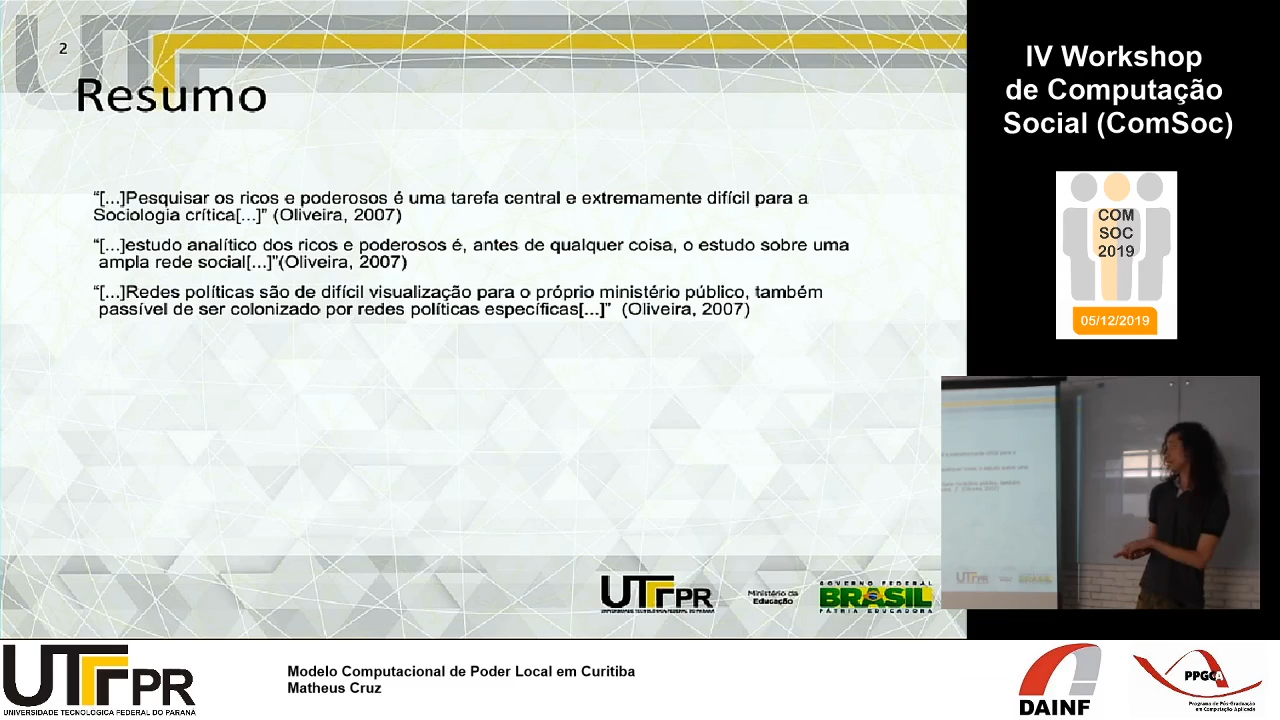 2
Resumo
“[...]Pesquisar os ricos e poderosos é uma tarefa central e extremamente difícil para a
Sociologia crítica[...]” (Oliveira, 2007)
“[...]estudo analítico dos ricos e poderosos é, antes de qualquer coisa, o estudo sobre uma
ampla rede social[...]”(Oliveira, 2007)
“[...]Redes políticas são de difícil visualização para o próprio ministério público, também
passível de ser colonizado por redes políticas específicas[...]” (Oliveira, 2007)
UTFPR
UNIVERSIDADE TECNOLÓGICA FEDERAL DO PARANÁ
Ministério da
Educação
GOVERNO FEDERAL
BRASIL
PÁTRIA EDUCADORA
IV Workshop
de Computação
Social (ComSoc)
COM
SOC
2019
05/12/2019
UTFPR
UNIVERSIDADE TECNOLÓGICA FEDERAL DO PARANÁ
Modelo Computacional de Poder Local em Curitiba
Matheus Cruz
DAINF
PPGCA
Programa de Pós-Graduação
em Computação Aplicada